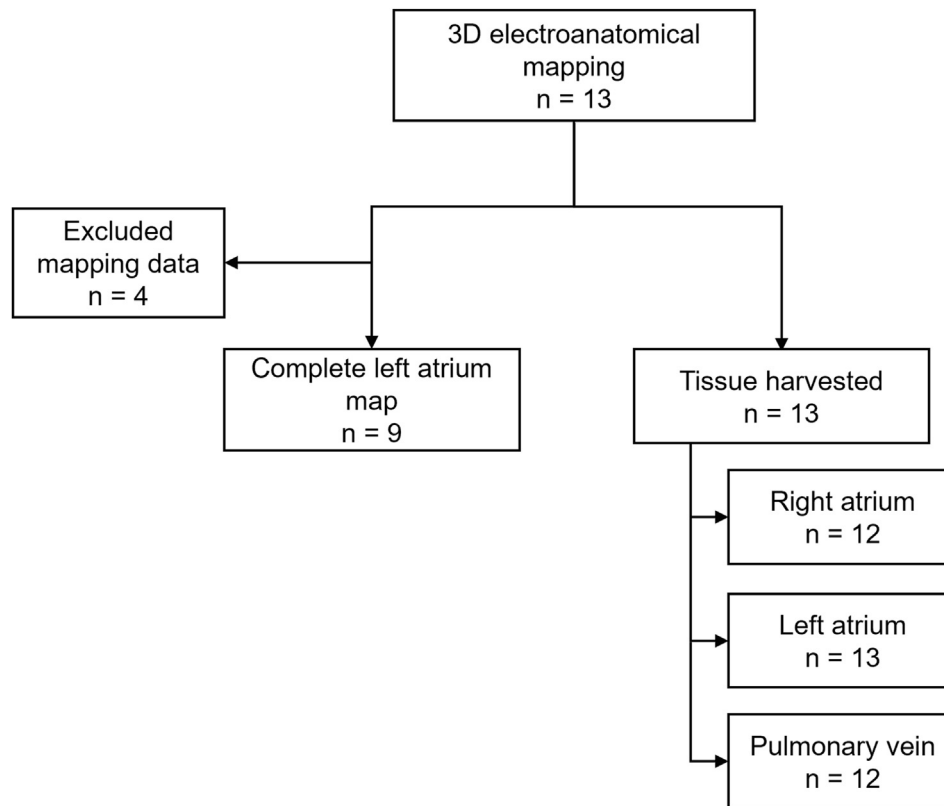 3D electroanatomical
mapping
n = 13
Excluded
mapping data
n = 4
Complete left atrium
map
n = 9
Tissue harvested
n = 13
Right atrium
n = 12
Left atrium
n = 13
Pulmonary vein
n = 12